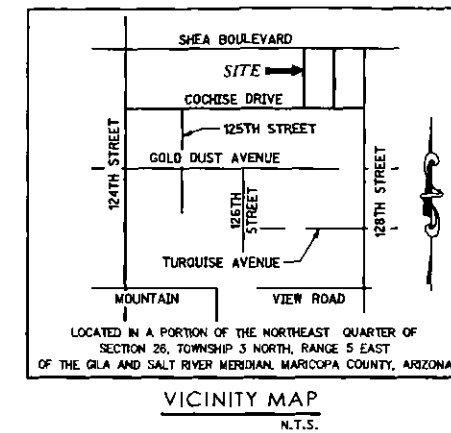 SHEA BOULEVARD
SITE
COCHISE DRIVE
125TH STREET
124TH STREET
GOLD DUST AVENUE
126TH
STREET
128TH STREET
TURQUISE AVENUE
MOUNTAIN VIEW ROAD
LOCATED IN A PORTION OF THE NORTHEAST QUARTER OF
SECTION 26, TOWNSHIP 3 NORTH, RANGE 5 EAST
OF THE GILA AND SALT RIVER MERIDIAN, MARICOPA COUNTY, ARIZONA
VICINITY MAP
N.T.S.